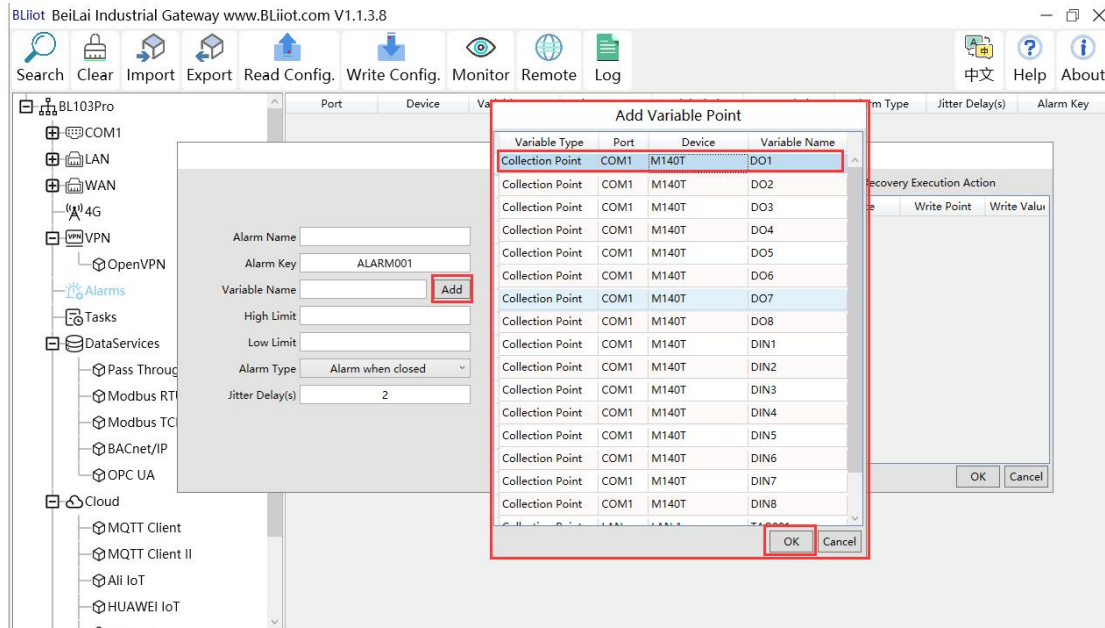 BLiiot BeiLai Industrial Gateway www.BLiiot.com V1.1.3.8
Search Clear Import Export Read Config. Write Config. Monitor Remote Log 中文 Help About
BL103Pro
COM1
LAN
WAN
4G
VPN
OpenVPN
Alarms
Tasks
DataServices
Pass Throug
Modbus RTU
Modbus TCI
BACnet/IP
OPC UA
Cloud
MQTT Client
MQTT Client II
Ali IoT
HUAWEI IoT
Port Device Va rm Type Jitter Delay(s) Alarm Key
Alarm Name
Alarm Key ALARM001
Variable Name Add
High Limit
Low Limit
Alarm Type Alarm when closed
Jitter Delay(s) 2
Recovery Execution Action
e Write Point Write Value
OK Cancel
Add Variable Point
Variable Type Port Device Variable Name
Collection Point COM1 M140T DO1
Collection Point COM1 M140T DO2
Collection Point COM1 M140T DO3
Collection Point COM1 M140T DO4
Collection Point COM1 M140T DO5
Collection Point COM1 M140T DO6
Collection Point COM1 M140T DO7
Collection Point COM1 M140T DO8
Collection Point COM1 M140T DIN1
Collection Point COM1 M140T DIN2
Collection Point COM1 M140T DIN3
Collection Point COM1 M140T DIN4
Collection Point COM1 M140T DIN5
Collection Point COM1 M140T DIN6
Collection Point COM1 M140T DIN7
Collection Point COM1 M140T DIN8
OK Cancel